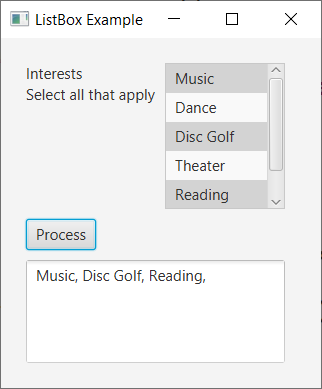 ListBox Example
Interests
Select all that apply
Music
Dance
Disc Golf
Theater
Reading
Process
Music, Disc Golf, Reading,